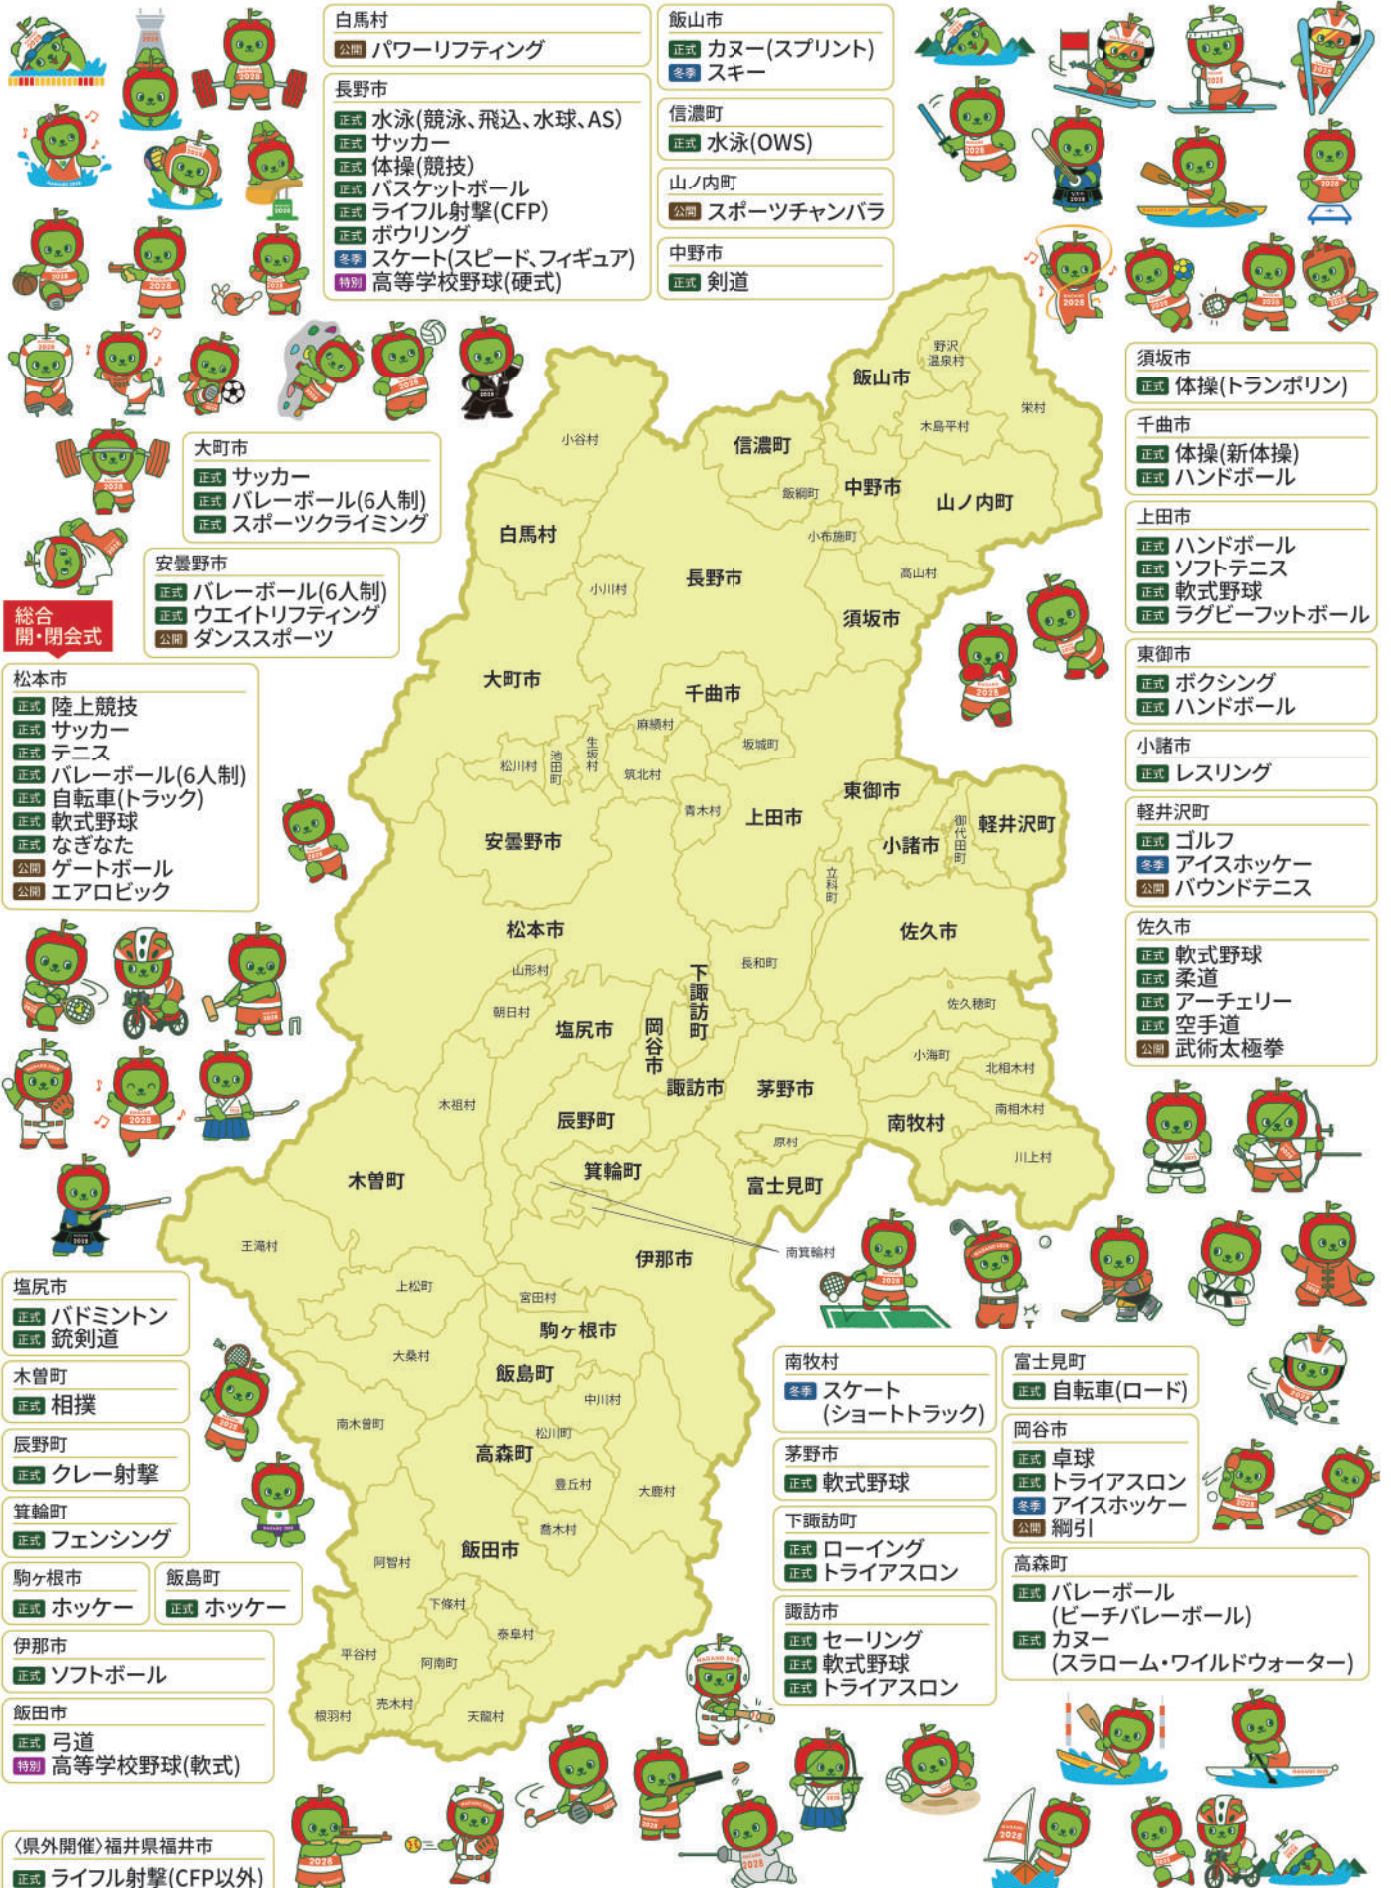 白馬村
公開 パワーリフティング
長野市
正式 水泳(競泳、飛込、水球、AS)
正式 サッカー
正式 体操(競技)
正式 バスケットボール
正式 ライフル射撃(CFP)
正式 ボウリング
冬季 スケート(スピード、フィギュア)
特別 高等学校野球(硬式)
飯山市
正式 カヌー(スプリント)
冬季 スキー
信濃町
正式 水泳(OWS)
山ノ内町
公開 スポーツチャンバラ
中野市
正式 剣道
須坂市
正式 体操(トランポリン)
千曲市
正式 体操(新体操)
正式 ハンドボール
上田市
正式 ハンドボール
正式 ソフトテニス
正式 軟式野球
正式 ラグビーフットボール
東御市
正式 ボクシング
正式 ハンドボール
小諸市
正式 レスリング
軽井沢町
正式 ゴルフ
冬季 アイスホッケー
公開 バウンドテニス
佐久市
正式 軟式野球
正式 柔道
正式 アーチェリー
正式 空手道
公開 武術太極拳
大町市
正式 サッカー
正式 バレーボール(6人制)
正式 スポーツクライミング
安曇野市
正式 バレーボール(6人制)
正式 ウエイトリフティング
公開 ダンススポーツ
総合
開・閉会式
松本市
正式 陸上競技
正式 サッカー
正式 テニス
正式 バレーボール(6人制)
正式 自転車(トラック)
正式 軟式野球
正式 なぎなた
公開 ゲートボール
公開 エアロビック
野沢
温泉村
飯山市
栄村
木島平村
小谷村
信濃町
飯綱町
中野市
山ノ内町
白馬村
小布施町
長野市
高山村
小川村
須坂市
大町市
千曲市
麻績村
坂城町
生坂村
池田町
松川村
筑北村
青木村
上田市
東御市
御代田町
軽井沢町
小諸市
安曇野市
立科町
松本市
佐久市
山形村
長和町
下諏訪町
朝日村
塩尻市
岡谷市
佐久穂町
小海町
北相木村
諏訪市
茅野市
木祖村
南相木村
辰野町
南牧村
原村
川上村
箕輪町
木曽町
富士見町
王滝村
伊那市
南箕輪村
上松町
宮田村
駒ヶ根市
大桑村
飯島町
中川村
南木曽町
松川町
高森町
豊丘村
大鹿村
喬木村
飯田市
阿智村
下條村
泰阜村
平谷村
阿南町
売木村
根羽村
天龍村
塩尻市
正式 バドミントン
正式 銃剣道
木曽町
正式 相撲
辰野町
正式 クレー射撃
箕輪町
正式 フェンシング
駒ヶ根市
正式 ホッケー
飯島町
正式 ホッケー
伊那市
正式 ソフトボール
飯田市
正式 弓道
特別 高等学校野球(軟式)
〈県外開催〉福井県福井市
正式 ライフル射撃(CFP以外)
南牧村
冬季 スケート
(ショートトラック)
茅野市
正式 軟式野球
下諏訪町
正式 ローイング
正式 トライアスロン
諏訪市
正式 セーリング
正式 軟式野球
正式 トライアスロン
富士見町
正式 自転車(ロード)
岡谷市
正式 卓球
正式 トライアスロン
冬季 アイスホッケー
公開 綱引
高森町
正式 バレーボール
(ビーチバレーボール)
正式 カヌー
(スラローム・ワイルドウォーター)